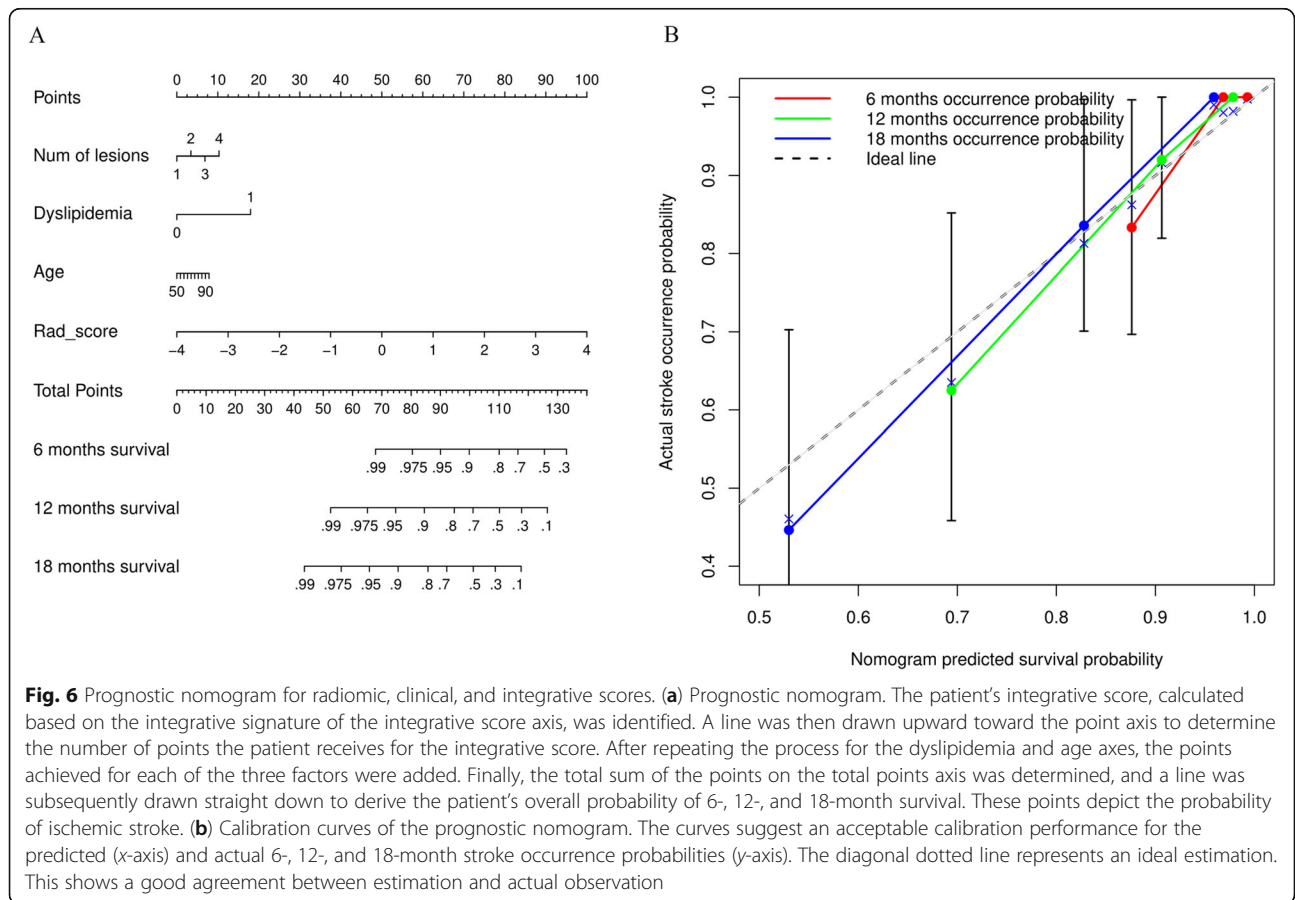 A
Points
0 10 20 30 40 50 60 70 80 90 100
Num of lesions
2 4
1 3
Dyslipidemia
1
0
Age
50 90
Rad_score
−4 −3 −2 −1 0 1 2 3 4
Total Points
0 10 20 30 40 50 60 70 80 90 110 130
6 months survival
.99 .975 .95 .9 .8 .7 .5 .3
12 months survival
.99 .975 .95 .9 .8 .7 .5 .3 .1
18 months survival
.99 .975 .95 .9 .8 .7 .5 .3 .1
B
6 months occurrence probability
12 months occurrence probability
18 months occurrence probability
Ideal line
Actual stroke occurrence probability
1.0
0.9
0.8
0.7
0.6
0.5
0.4
0.5 0.6 0.7 0.8 0.9 1.0
Nomogram predicted survival probability
Fig. 6 Prognostic nomogram for radiomic, clinical, and integrative scores. (a) Prognostic nomogram. The patient's integrative score, calculated
based on the integrative signature of the integrative score axis, was identified. A line was then drawn upward toward the point axis to determine
the number of points the patient receives for the integrative score. After repeating the process for the dyslipidemia and age axes, the points
achieved for each of the three factors were added. Finally, the total sum of the points on the total points axis was determined, and a line was
subsequently drawn straight down to derive the patient's overall probability of 6-, 12-, and 18-month survival. These points depict the probability
of ischemic stroke. (b) Calibration curves of the prognostic nomogram. The curves suggest an acceptable calibration performance for the
predicted (x-axis) and actual 6-, 12-, and 18-month stroke occurrence probabilities (y-axis). The diagonal dotted line represents an ideal estimation.
This shows a good agreement between estimation and actual observation